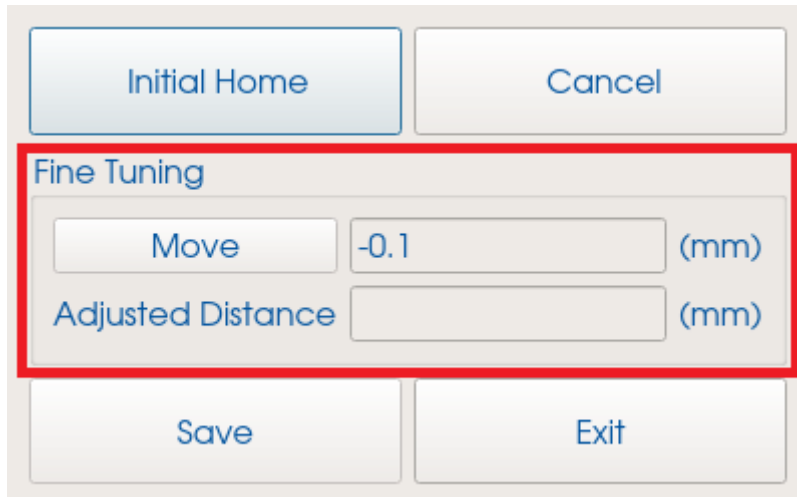 Initial Home
Cancel
Fine Tuning
Move
-0.1
(mm)
Adjusted Distance
(mm)
Save
Exit